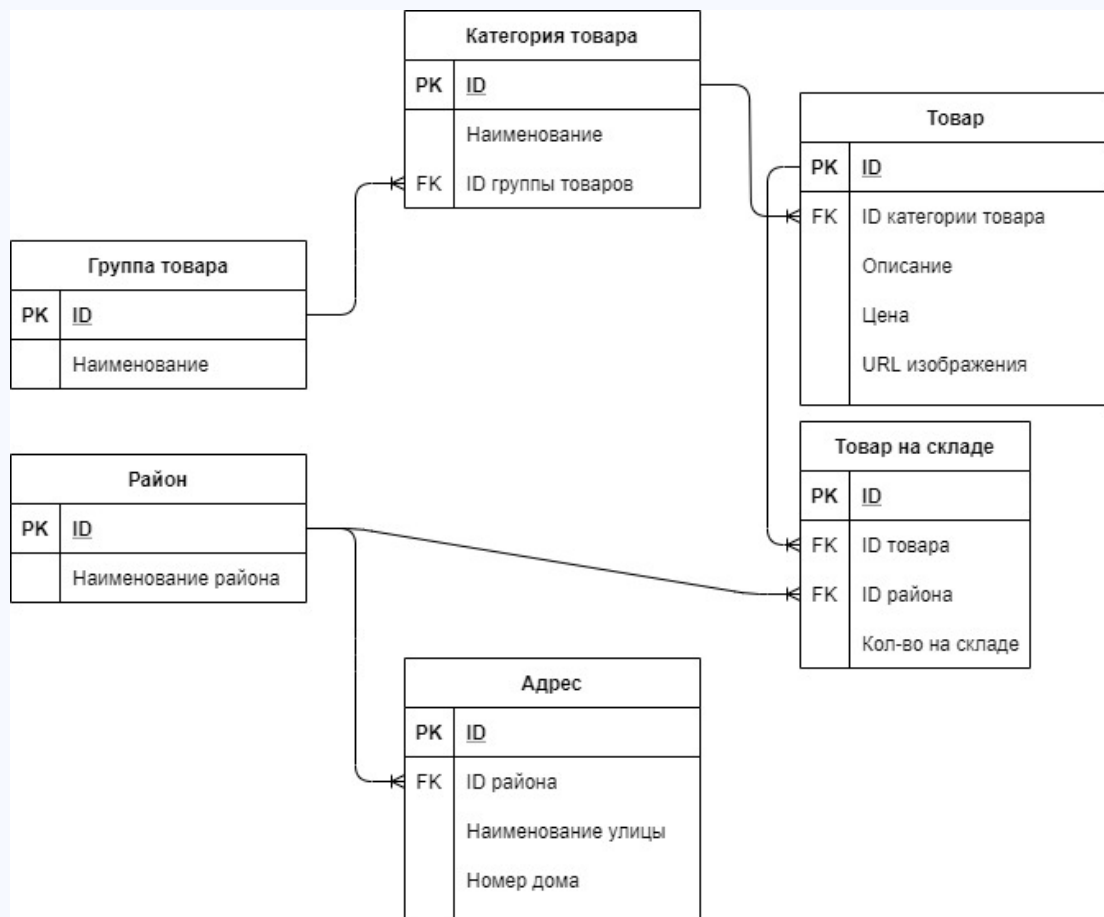 Категория товара
PK ID
Наименование
FK ID группы товаров
Товар
PK ID
FK ID категории товара
Описание
Цена
URL изображения
Группа товара
PK ID
Наименование
Товар на складе
PK ID
FK ID товара
FK ID района
Кол-во на складе
Район
PK ID
Наименование района
Адрес
PK ID
FK ID района
Наименование улицы
Номер дома